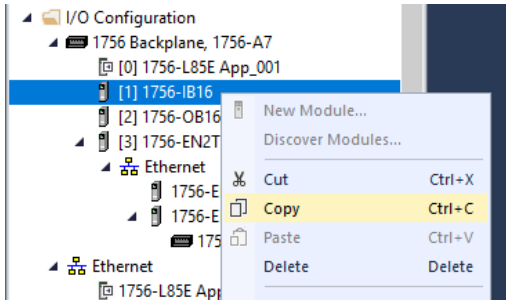 I/O Configuration
1756 Backplane, 1756-A7
[0] 1756-L85E App_001
[1] 1756-IB16
[2] 1756-OB16
[3] 1756-EN2T
Ethernet
1756-E
1756-E
175
Ethernet
1756-L85E App
New Module...
Discover Modules...
Cut Ctrl+X
Copy Ctrl+C
Paste Ctrl+V
Delete Delete